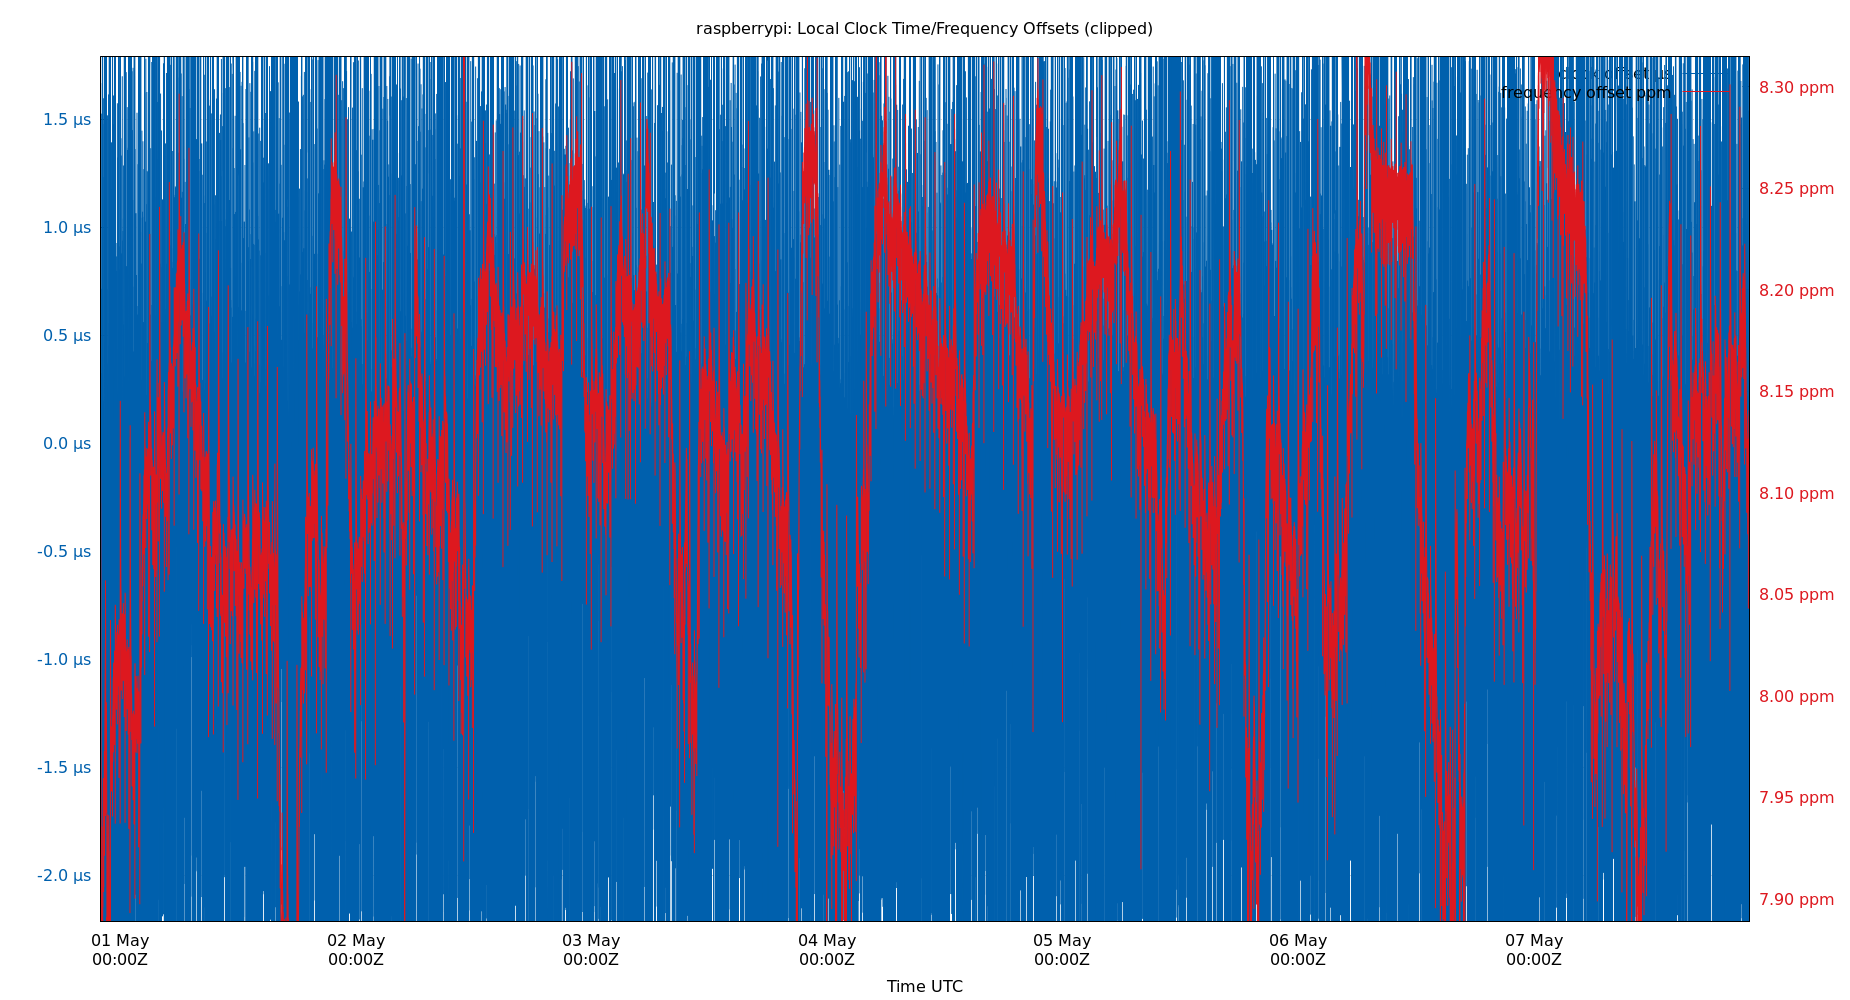 raspberrypi: Local Clock Time/Frequency Offsets (clipped)
clock offset µs
frequency offset ppm
1.5 µs
1.0 µs
0.5 µs
0.0 µs
-0.5 µs
-1.0 µs
-1.5 µs
-2.0 µs
8.30 ppm
8.25 ppm
8.20 ppm
8.15 ppm
8.10 ppm
8.05 ppm
8.00 ppm
7.95 ppm
7.90 ppm
01 May 02 May 03 May 04 May 05 May 06 May 07 May
00:00Z 00:00Z 00:00Z 00:00Z 00:00Z 00:00Z 00:00Z
Time UTC